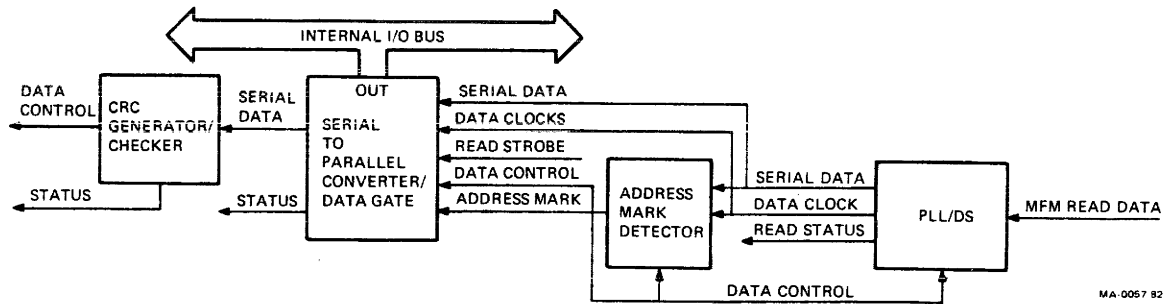 INTERNAL I/O BUS
DATA
CONTROL
CRC
GENERATOR/
CHECKER
STATUS
SERIAL
DATA
STATUS
OUT
SERIAL
TO
PARALLEL
CONVERTER/
DATA GATE
SERIAL DATA
DATA CLOCKS
READ STROBE
DATA CONTROL
ADDRESS MARK
ADDRESS
MARK
DETECTOR
SERIAL DATA
DATA CLOCK
READ STATUS
PLL/DS
MFM READ DATA
DATA CONTROL
MA-0057 82